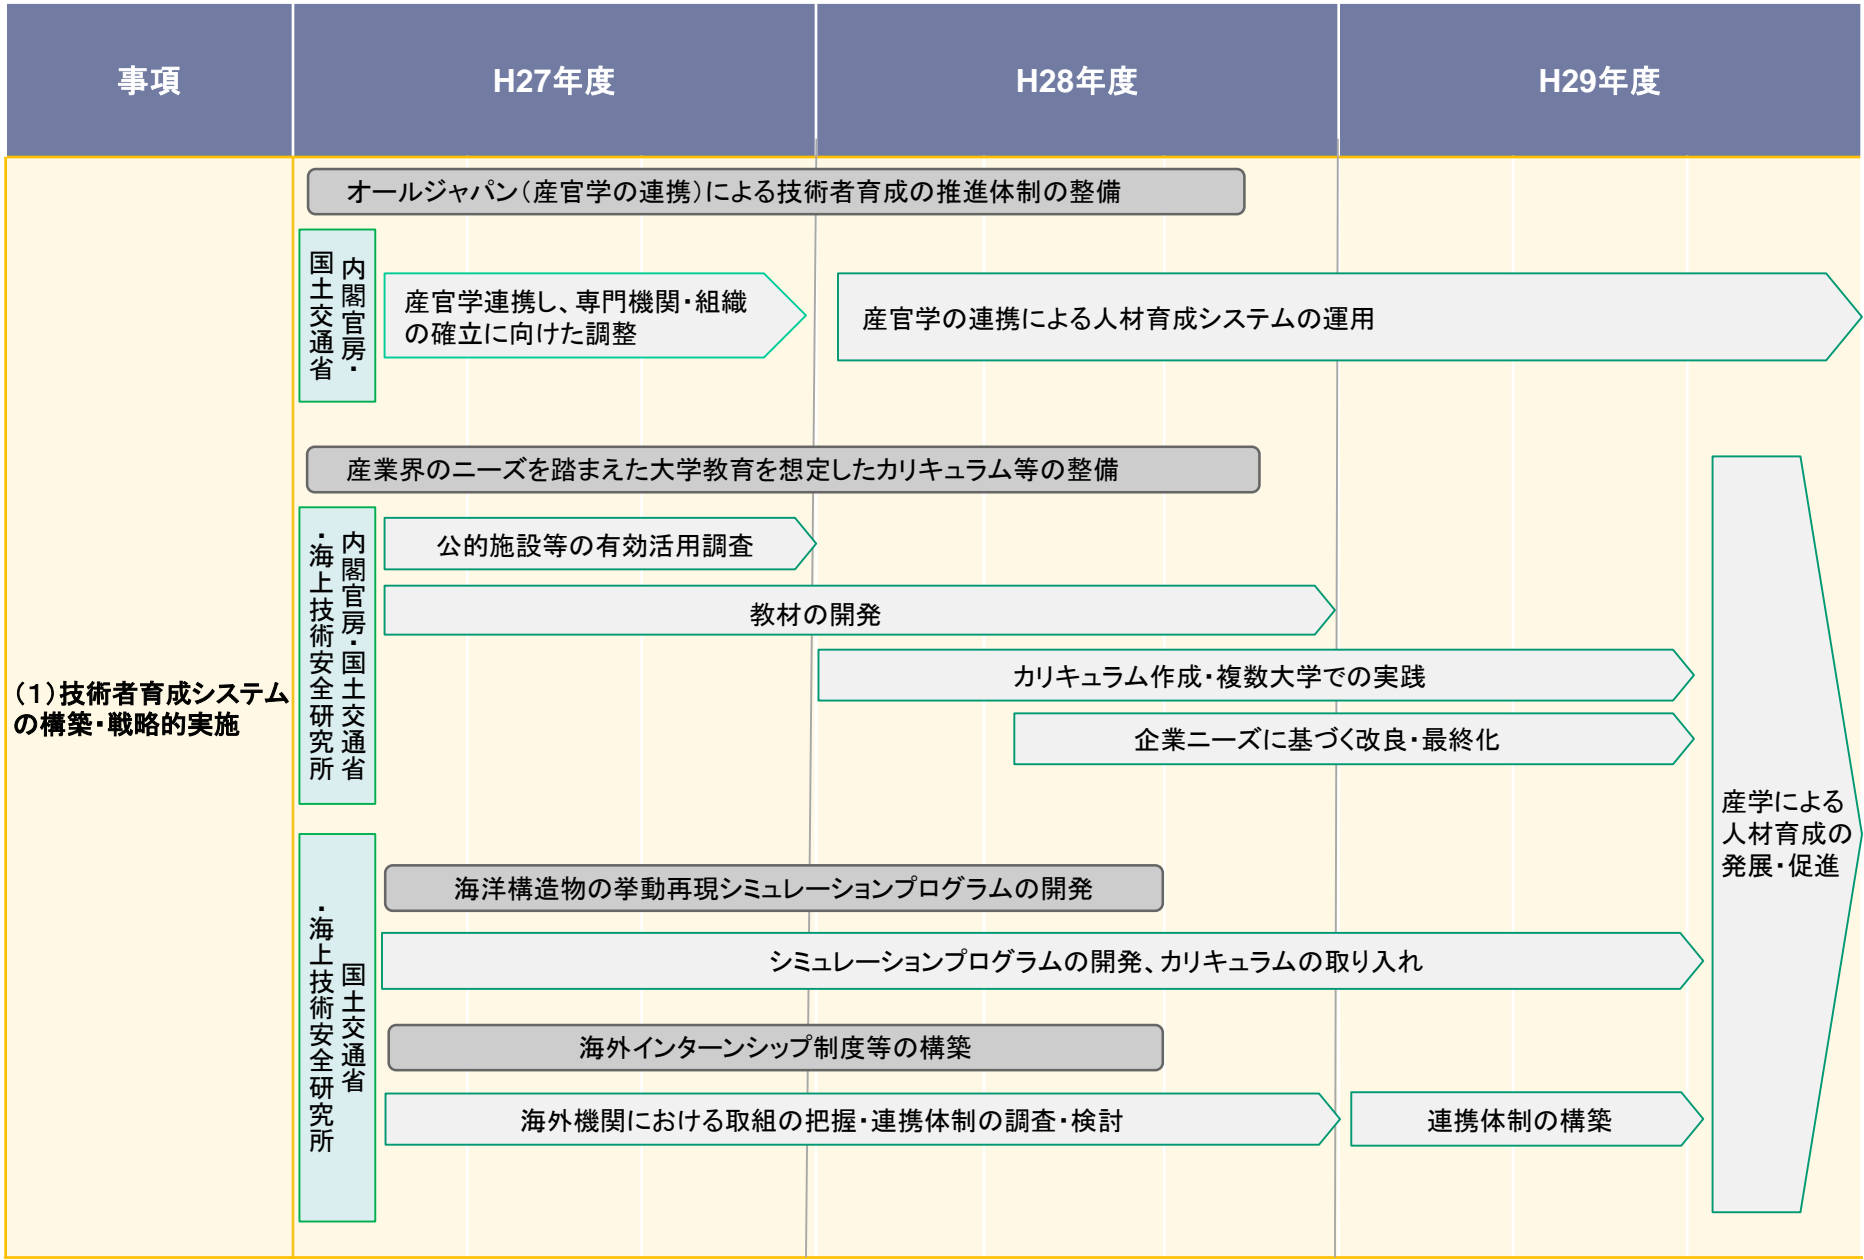 事項
H27年度
H28年度
H29年度
(1)技術者育成システム
の構築・戦略的実施
オールジャパン(産官学の連携)による技術者育成の推進体制の整備
内閣官房・
国土交通省
産官学連携し、専門機関・組織
の確立に向けた調整
産官学の連携による人材育成システムの運用
産業界のニーズを踏まえた大学教育を想定したカリキュラム等の整備
内閣官房・国土交通省
・海上技術安全研究所
公的施設等の有効活用調査
教材の開発
カリキュラム作成・複数大学での実践
企業ニーズに基づく改良・最終化
国土交通省
・海上技術安全研究所
海洋構造物の挙動再現シミュレーションプログラムの開発
シミュレーションプログラムの開発、カリキュラムの取り入れ
海外インターンシップ制度等の構築
海外機関における取組の把握・連携体制の調査・検討
連携体制の構築
産学による
人材育成の
発展・促進